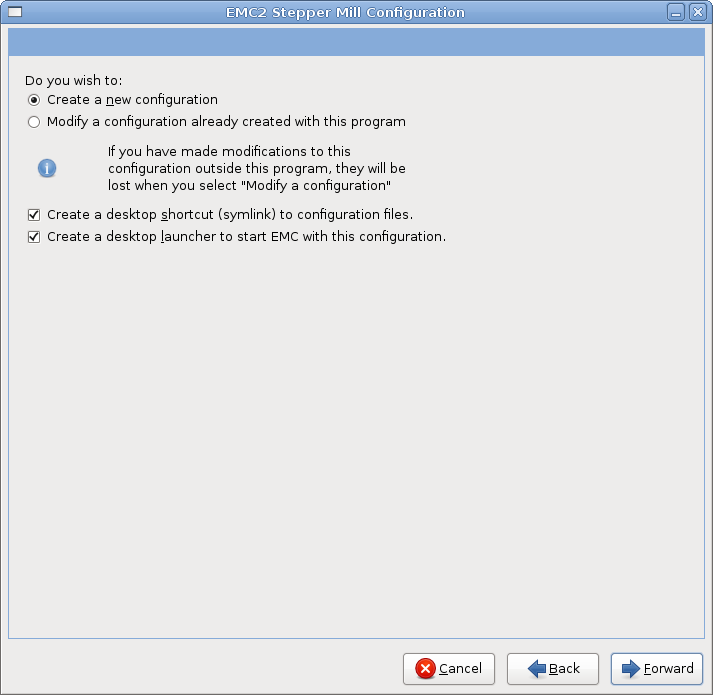 EMC2 Stepper Mill Configuration
Do you wish to:
Create a new configuration
Modify a configuration already created with this program
If you have made modifications to this
configuration outside this program, they will be
lost when you select "Modify a configuration"
Create a desktop shortcut (symlink) to configuration files.
Create a desktop launcher to start EMC with this configuration.
Cancel
Back
Forward